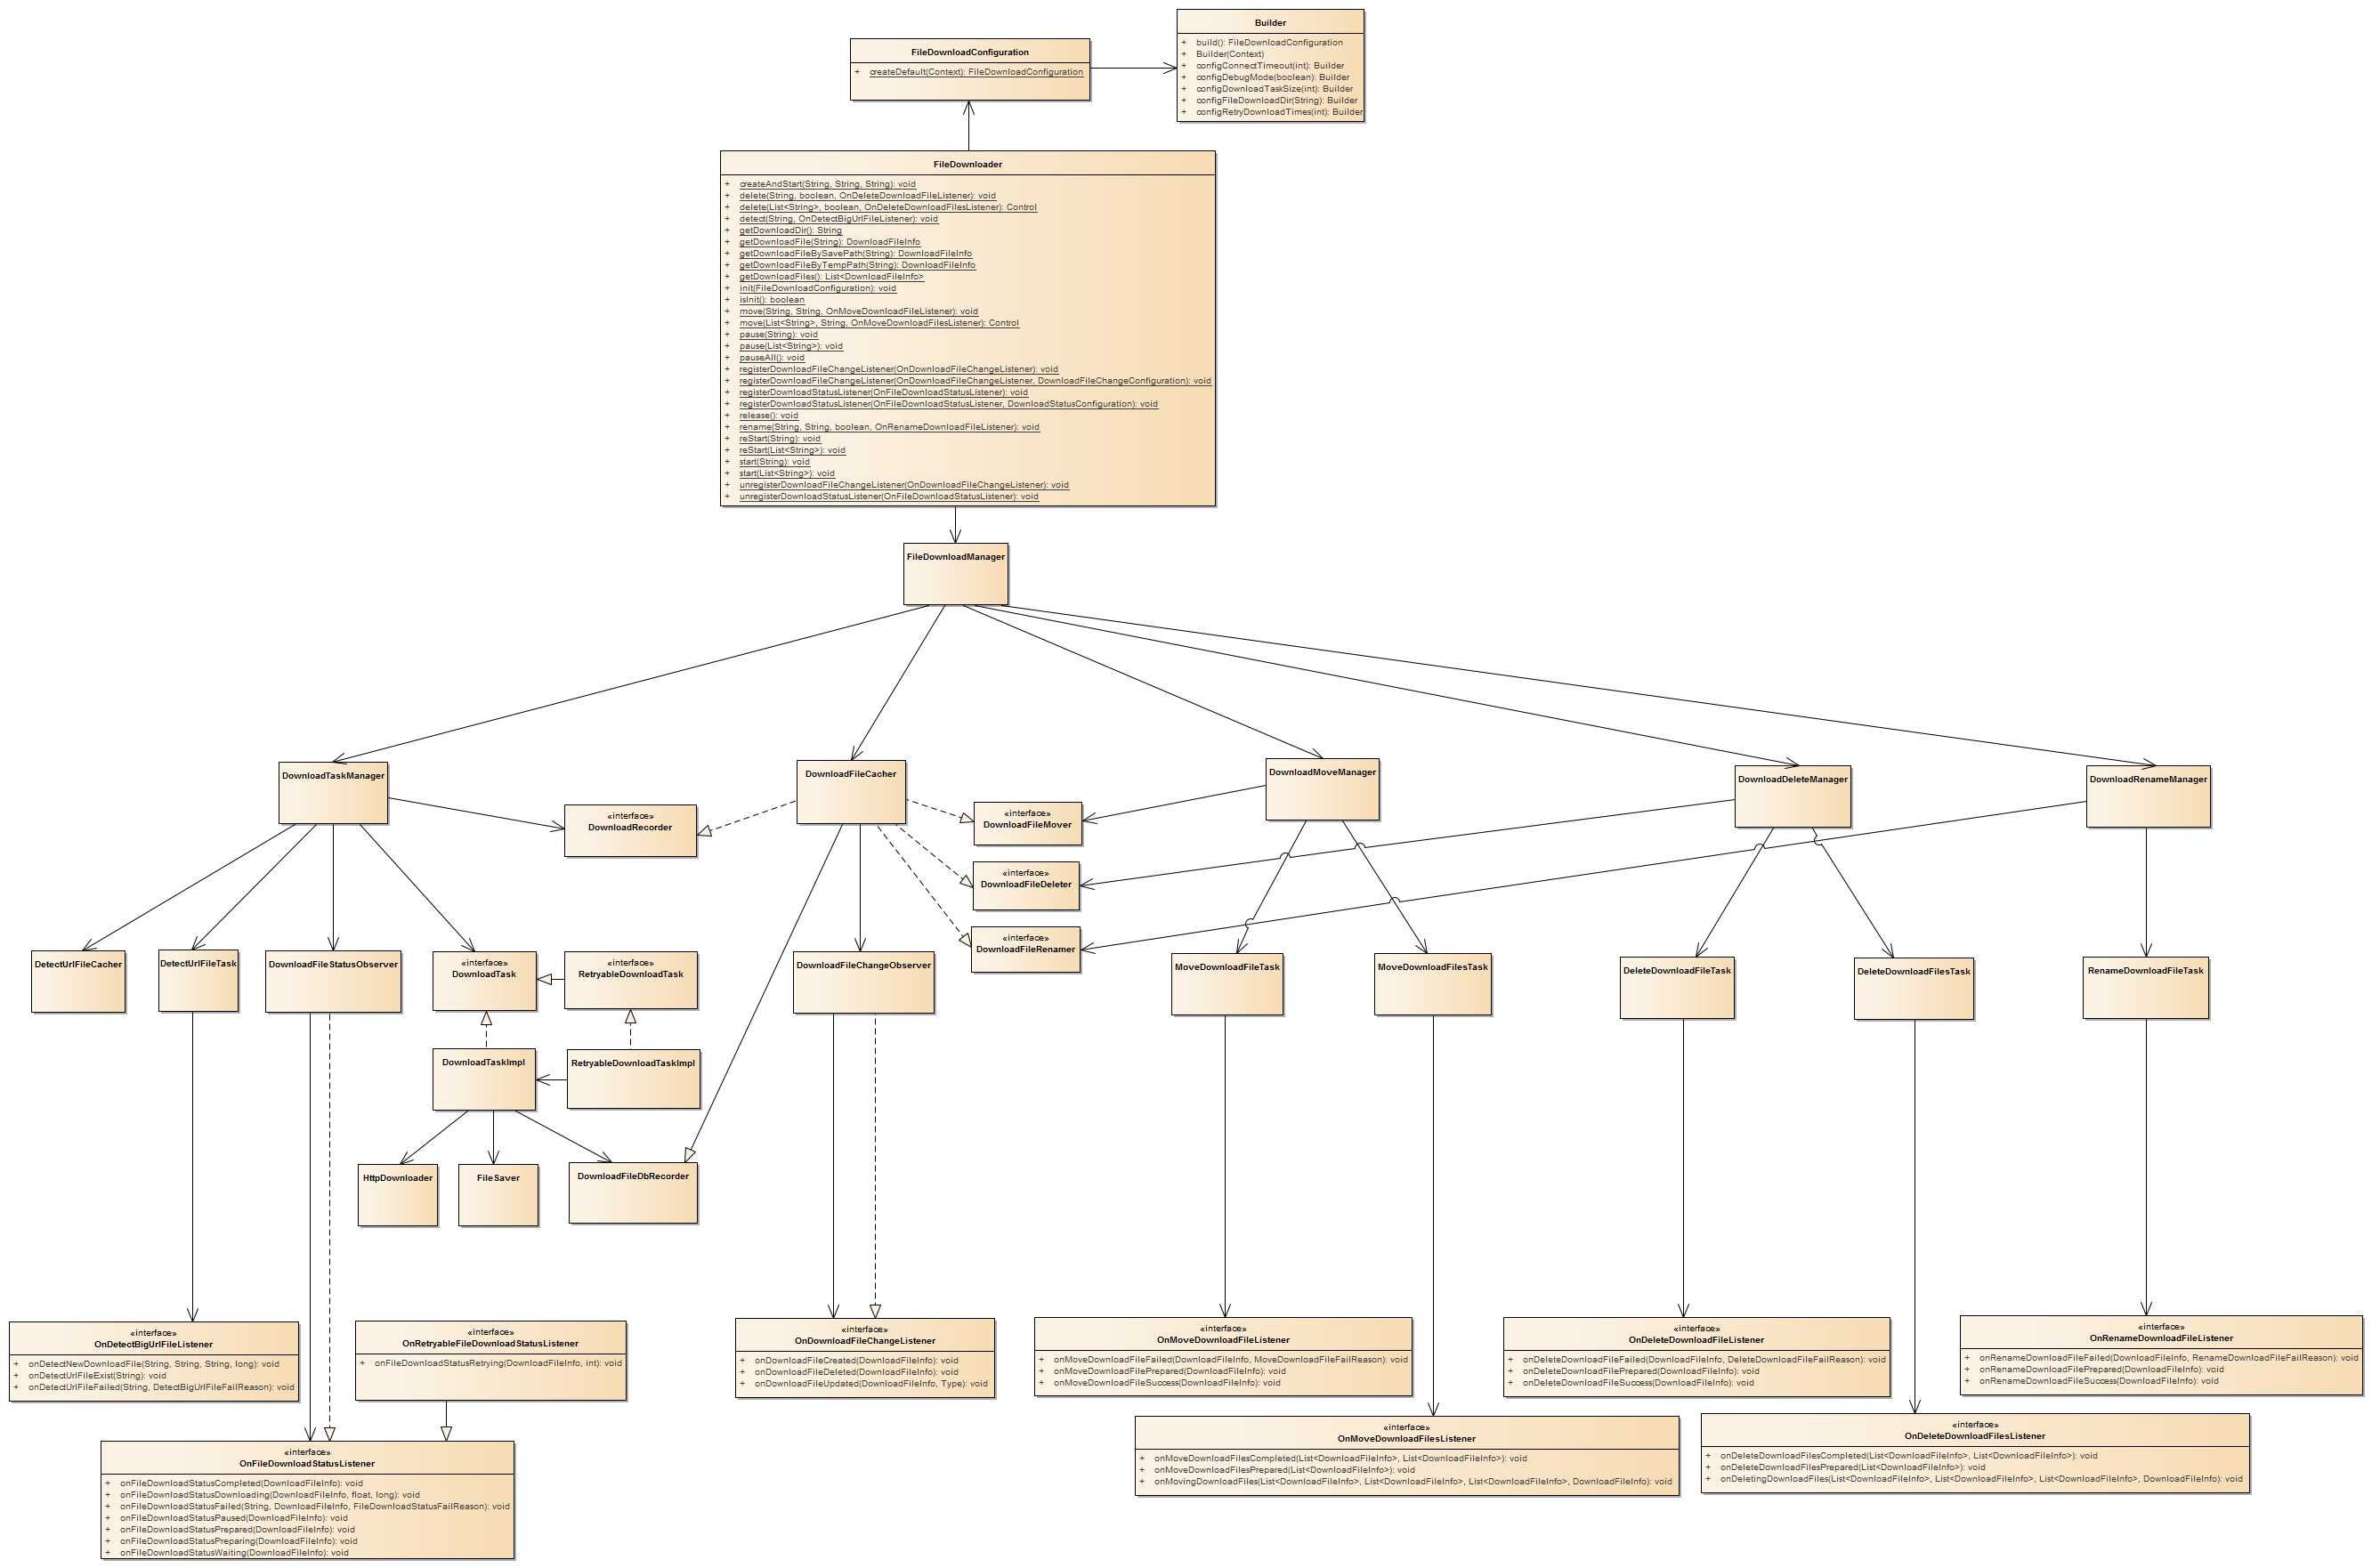 Builder
+ build(): FileDownloadConfiguration
+ Builder(Context)
+ configConnectTimeout(int): Builder
+ configDebugMode(boolean): Builder
+ configDownloadTaskSize(int): Builder
+ configFileDownloadDir(String): Builder
+ configRetryDownloadTimes(int): Builder
FileDownloadConfiguration
+ createDefault(Context): FileDownloadConfiguration
FileDownloader
+ createAndStart(String, String, String): void
+ delete(String, boolean, OnDeleteDownloadFileListener): void
+ delete(List<String>, boolean, OnDeleteDownloadFilesListener): Control
+ detect(String, OnDetectBigUrlFileListener): void
+ getDownloadDir(): String
+ getDownloadFile(String): DownloadFileInfo
+ getDownloadFileBySavePath(String): DownloadFileInfo
+ getDownloadFileByTempPath(String): DownloadFileInfo
+ getDownloadFiles(): List<DownloadFileInfo>
+ init(FileDownloadConfiguration): void
+ isInit(): boolean
+ move(String, String, OnMoveDownloadFileListener): void
+ move(List<String>, String, OnMoveDownloadFilesListener): Control
+ pause(String): void
+ pause(List<String>): void
+ pauseAll(): void
+ registerDownloadFileChangeListener(OnDownloadFileChangeListener): void
+ registerDownloadFileChangeListener(OnDownloadFileChangeListener, DownloadFileChangeConfiguration): void
+ registerDownloadStatusListener(OnFileDownloadStatusListener): void
+ registerDownloadStatusListener(OnFileDownloadStatusListener, DownloadStatusConfiguration): void
+ release(): void
+ rename(String, String, boolean, OnRenameDownloadFileListener): void
+ reStart(String): void
+ reStart(List<String>): void
+ start(String): void
+ start(List<String>): void
+ unregisterDownloadFileChangeListener(OnDownloadFileChangeListener): void
+ unregisterDownloadStatusListener(OnFileDownloadStatusListener): void
FileDownloadManager
DownloadTaskManager
DownloadFileCacher
DownloadMoveManager
DownloadDeleteManager
DownloadRenameManager
«interface»
DownloadRecorder
«interface»
DownloadFileMover
«interface»
DownloadFileDeleter
«interface»
DownloadFileRenamer
DetectUrlFileCacher
DetectUrlFileTask
DownloadFileStatusObserver
«interface»
DownloadTask
«interface»
RetryableDownloadTask
DownloadFileChangeObserver
MoveDownloadFileTask
MoveDownloadFilesTask
DeleteDownloadFileTask
DeleteDownloadFilesTask
RenameDownloadFileTask
DownloadTaskImpl
RetryableDownloadTaskImpl
HttpDownloader
FileSaver
DownloadFileDbRecorder
«interface»
OnDetectBigUrlFileListener
+ onDetectNewDownloadFile(String, String, String, long): void
+ onDetectUrlFileExist(String): void
+ onDetectUrlFileFailed(String, DetectBigUrlFileFailReason): void
«interface»
OnRetryableFileDownloadStatusListener
+ onFileDownloadStatusRetrying(DownloadFileInfo, int): void
«interface»
OnDownloadFileChangeListener
+ onDownloadFileCreated(DownloadFileInfo): void
+ onDownloadFileDeleted(DownloadFileInfo): void
+ onDownloadFileUpdated(DownloadFileInfo, Type): void
«interface»
OnMoveDownloadFileListener
+ onMoveDownloadFileFailed(DownloadFileInfo, MoveDownloadFileFailReason): void
+ onMoveDownloadFilePrepared(DownloadFileInfo): void
+ onMoveDownloadFileSuccess(DownloadFileInfo): void
«interface»
OnDeleteDownloadFileListener
+ onDeleteDownloadFileFailed(DownloadFileInfo, DeleteDownloadFileFailReason): void
+ onDeleteDownloadFilePrepared(DownloadFileInfo): void
+ onDeleteDownloadFileSuccess(DownloadFileInfo): void
«interface»
OnRenameDownloadFileListener
+ onRenameDownloadFileFailed(DownloadFileInfo, RenameDownloadFileFailReason): void
+ onRenameDownloadFilePrepared(DownloadFileInfo): void
+ onRenameDownloadFileSuccess(DownloadFileInfo): void
«interface»
OnFileDownloadStatusListener
+ onFileDownloadStatusCompleted(DownloadFileInfo): void
+ onFileDownloadStatusDownloading(DownloadFileInfo, float, long): void
+ onFileDownloadStatusFailed(String, DownloadFileInfo, FileDownloadStatusFailReason): void
+ onFileDownloadStatusPaused(DownloadFileInfo): void
+ onFileDownloadStatusPrepared(DownloadFileInfo): void
+ onFileDownloadStatusPreparing(DownloadFileInfo): void
+ onFileDownloadStatusWaiting(DownloadFileInfo): void
«interface»
OnMoveDownloadFilesListener
+ onMoveDownloadFilesCompleted(List<DownloadFileInfo>, List<DownloadFileInfo>): void
+ onMoveDownloadFilesPrepared(List<DownloadFileInfo>): void
+ onMovingDownloadFiles(List<DownloadFileInfo>, List<DownloadFileInfo>, List<DownloadFileInfo>, DownloadFileInfo): void
«interface»
OnDeleteDownloadFilesListener
+ onDeleteDownloadFilesCompleted(List<DownloadFileInfo>, List<DownloadFileInfo>): void
+ onDeleteDownloadFilesPrepared(List<DownloadFileInfo>): void
+ onDeletingDownloadFiles(List<DownloadFileInfo>, List<DownloadFileInfo>, List<DownloadFileInfo>, DownloadFileInfo): void